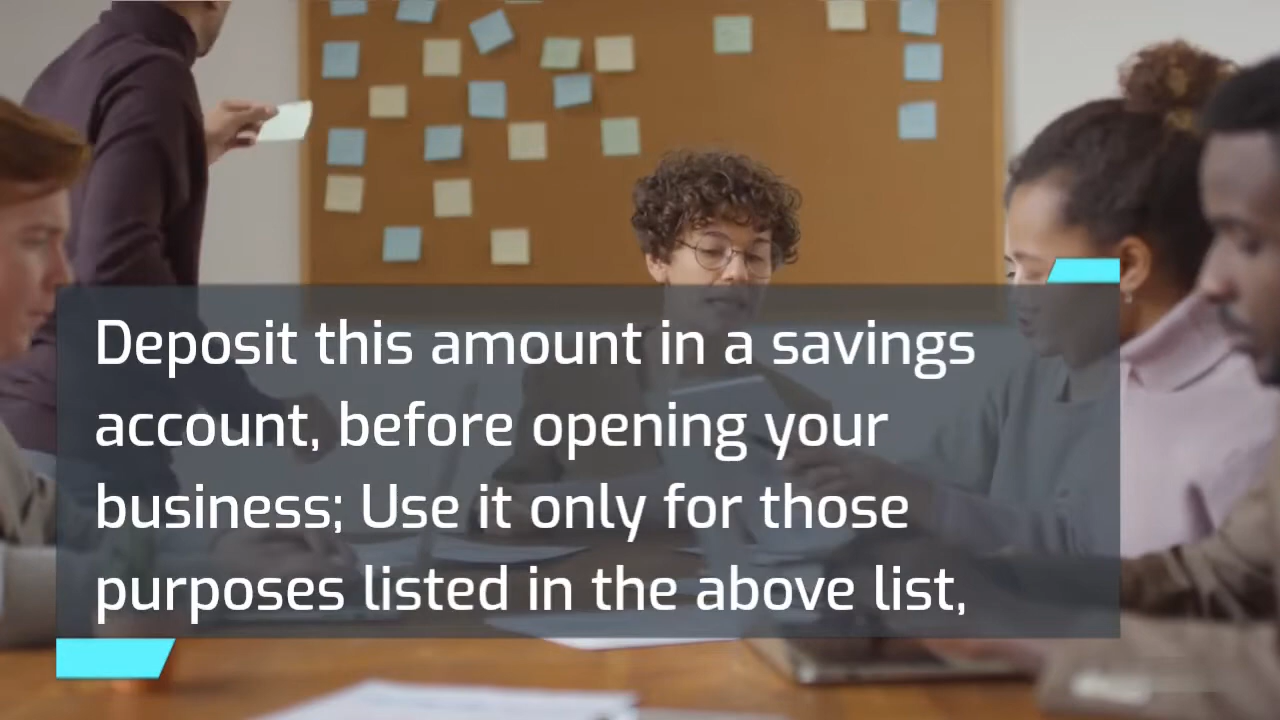 Deposit this amount in a savings
account, before opening your
business; Use it only for those
purposes listed in the above list,